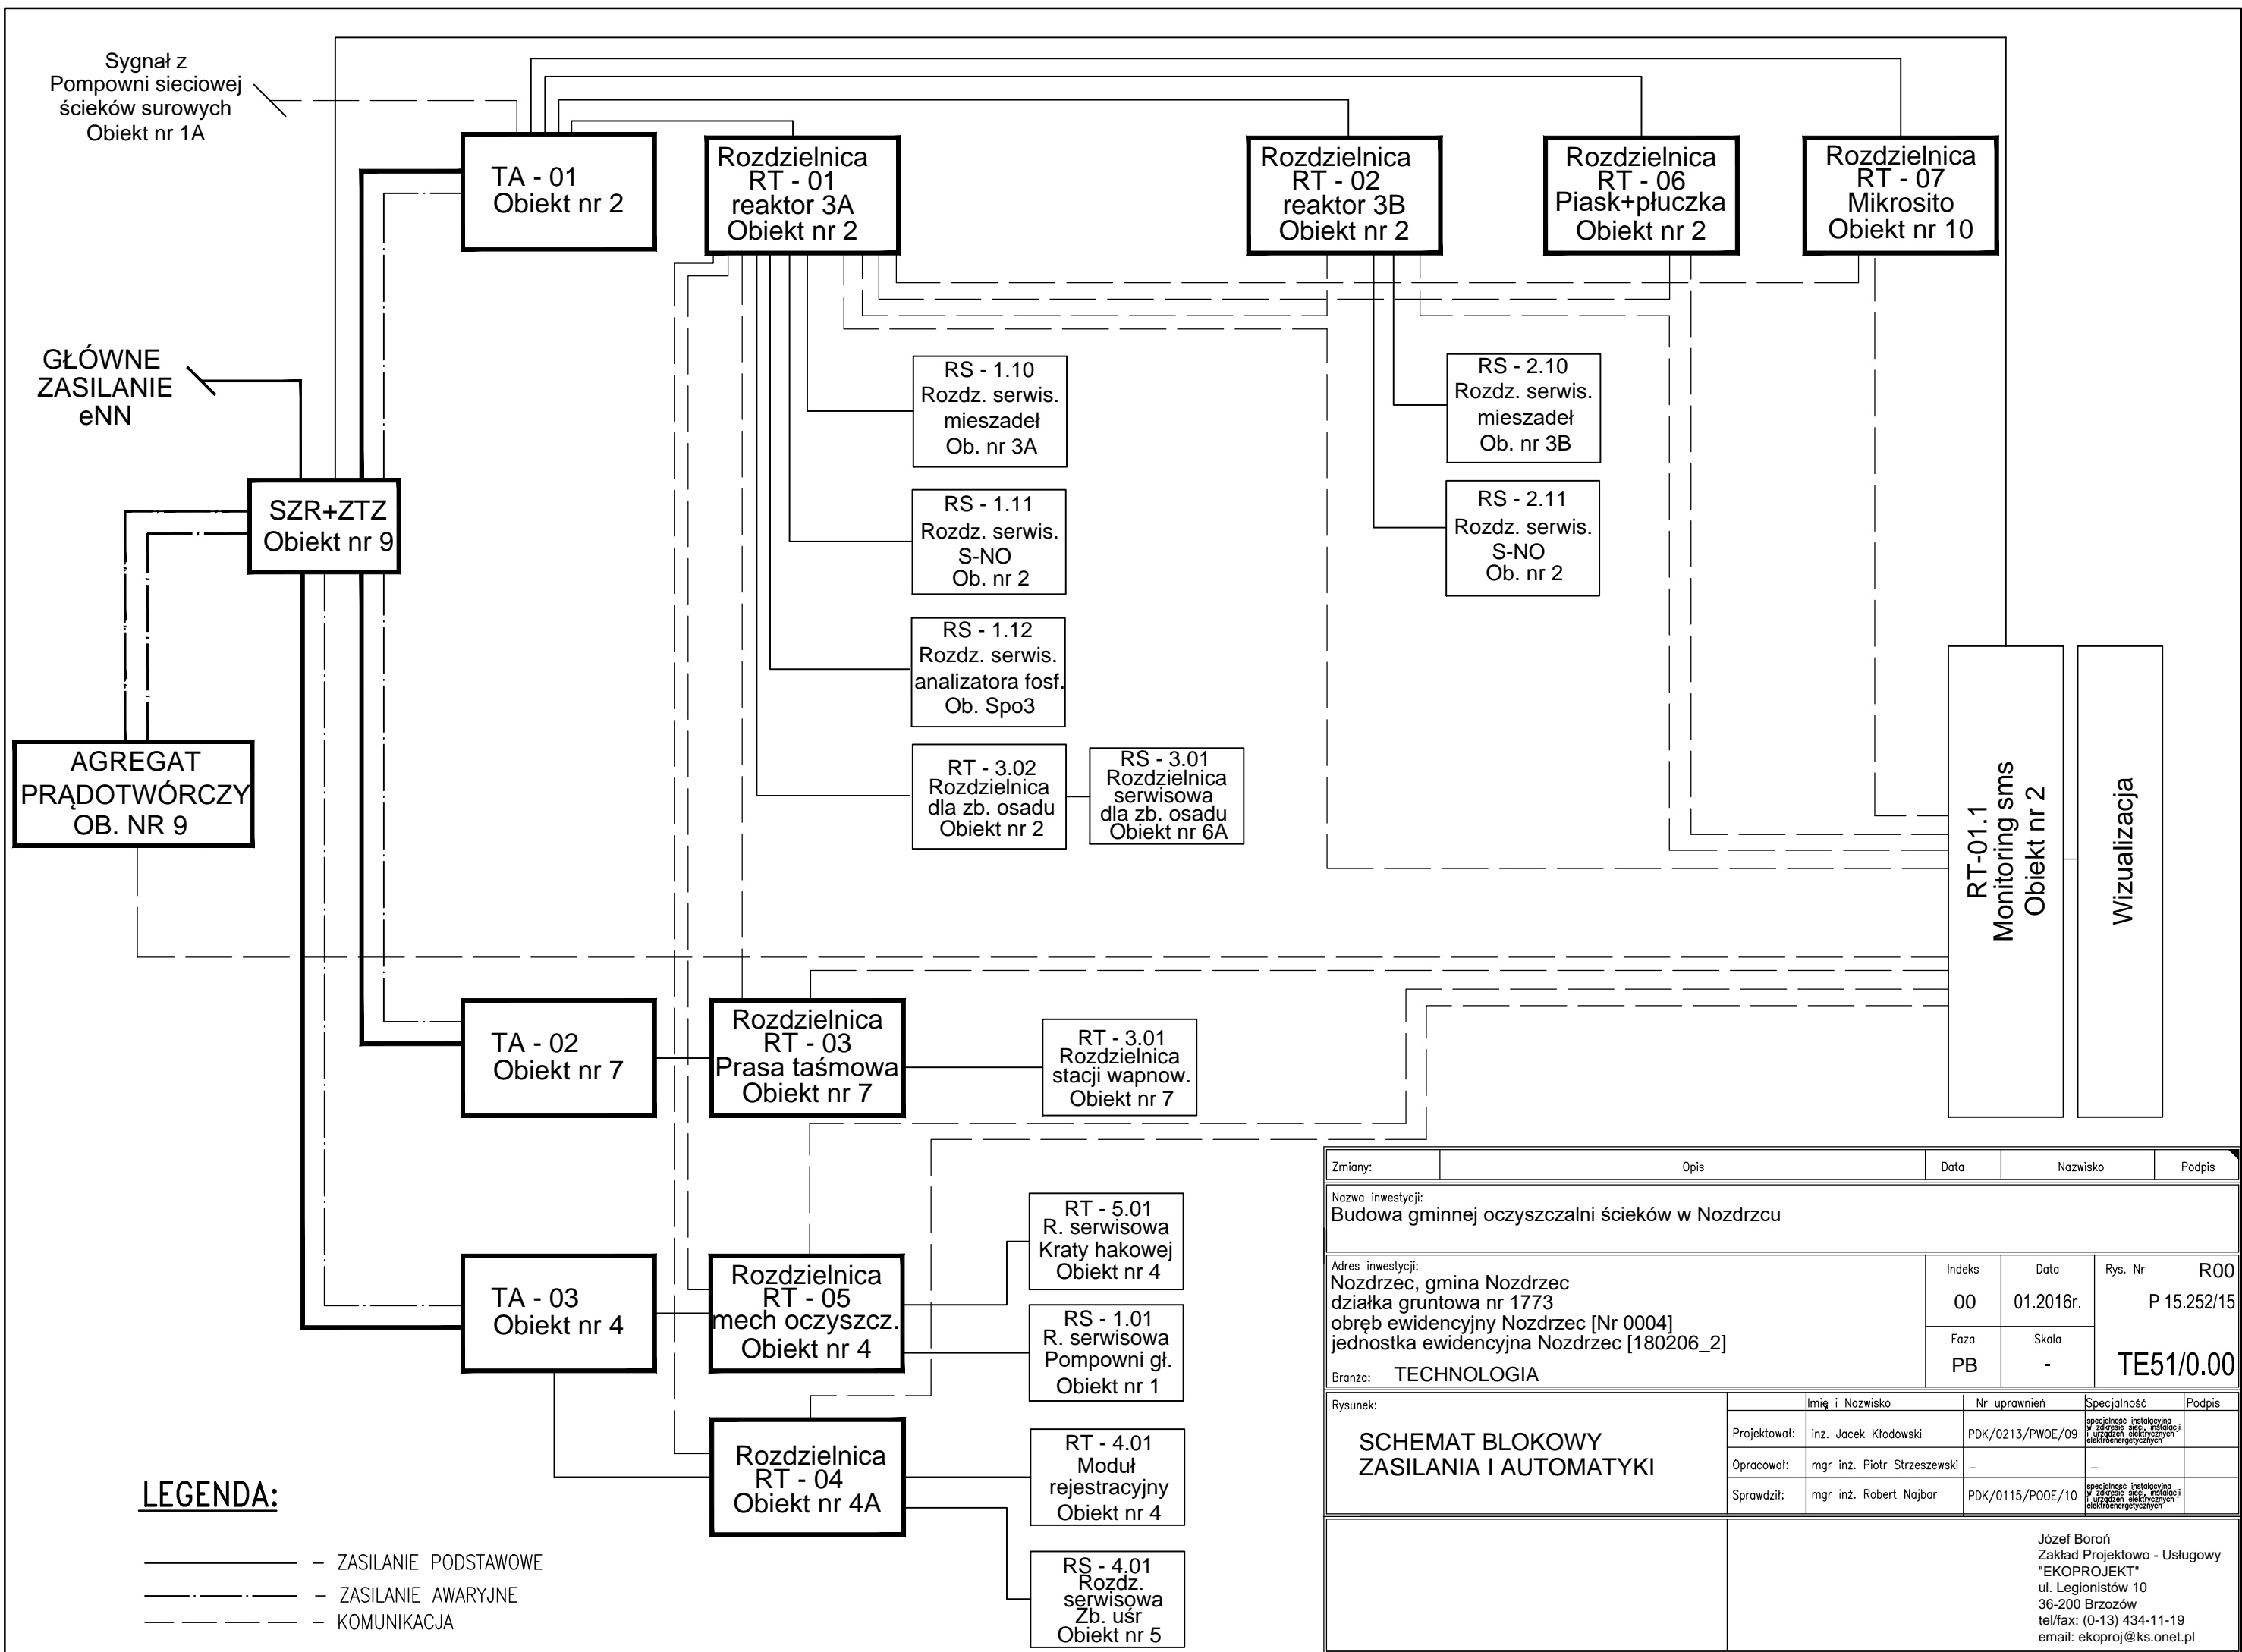 Sygnał z
Pompowni sieciowej
ścieków surowych
Obiekt nr 1A
TA - 01
Obiekt nr 2
Rozdzielnica
RT - 01
reaktor 3A
Obiekt nr 2
Rozdzielnica
RT - 02
reaktor 3B
Obiekt nr 2
Rozdzielnica
RT - 06
Piask+płuczka
Obiekt nr 2
Rozdzielnica
RT - 07
Mikrosito
Obiekt nr 10
GŁÓWNE
ZASILANIE
eNN
RS - 1.10
Rozdz. serwis.
mieszadeł
Ob. nr 3A
RS - 2.10
Rozdz. serwis.
mieszadeł
Ob. nr 3B
SZR+ZTZ
Obiekt nr 9
RS - 1.11
Rozdz. serwis.
S-NO
Ob. nr 2
RS - 2.11
Rozdz. serwis.
S-NO
Ob. nr 2
RS - 1.12
Rozdz. serwis.
analizatora fosf.
Ob. Spo3
AGREGAT
PRĄDOTWÓRCZY
OB. NR 9
RT - 3.02
Rozdzielnica
dla zb. osadu
Obiekt nr 2
RS - 3.01
Rozdzielnica
serwisowa
dla zb. osadu
Obiekt nr 6A
RT-01.1
Monitoring sms
Obiekt nr 2
Wizualizacja
TA - 02
Obiekt nr 7
Rozdzielnica
RT - 03
Prasa taśmowa
Obiekt nr 7
RT - 3.01
Rozdzielnica
stacji wapnow.
Obiekt nr 7
TA - 03
Obiekt nr 4
Rozdzielnica
RT - 05
mech oczyszcz.
Obiekt nr 4
RT - 5.01
R. serwisowa
Kraty hakowej
Obiekt nr 4
RS - 1.01
R. serwisowa
Pompowni gł.
Obiekt nr 1
Rozdzielnica
RT - 04
Obiekt nr 4A
RT - 4.01
Moduł
rejestracyjny
Obiekt nr 4
RS - 4.01
Rozdz.
serwisowa
Zb. uśr
Obiekt nr 5
LEGENDA:
- ZASILANIE PODSTAWOWE
- ZASILANIE AWARYJNE
- KOMUNIKACJA
Zmiany: Opis Data Nazwisko Podpis
Nazwa inwestycji:
Budowa gminnej oczyszczalni ścieków w Nozdrzcu
Adres inwestycji:
Nozdrzec, gmina Nozdrzec
działka gruntowa nr 1773
obręb ewidencyjny Nozdrzec [Nr 0004]
jednostka ewidencyjna Nozdrzec [180206_2]
Branża: TECHNOLOGIA
Indeks Data Rys. Nr R00
00 01.2016r. P 15.252/15
Faza Skala
PB - TE51/0.00
Rysunek:
SCHEMAT BLOKOWY
ZASILANIA I AUTOMATYKI
Imię i Nazwisko Nr uprawnień Specjalność Podpis
Projektował: inż. Jacek Kłodowski PDK/0213/PWOE/09
specjalność instalacyjna
w zakresie sieci, instalacji
i urządzeń elektrycznych
elektroenergetycznych
Opracował: mgr inż. Piotr Strzeszewski - -
Sprawdził: mgr inż. Robert Najbar PDK/0115/POOE/10
specjalność instalacyjna
w zakresie sieci, instalacji
i urządzeń elektrycznych
elektroenergetycznych
Józef Boroń
Zakład Projektowo - Usługowy
"EKOPROJEKT"
ul. Legionistów 10
36-200 Brzozów
tel/fax: (0-13) 434-11-19
email: ekoproj@ks.onet.pl